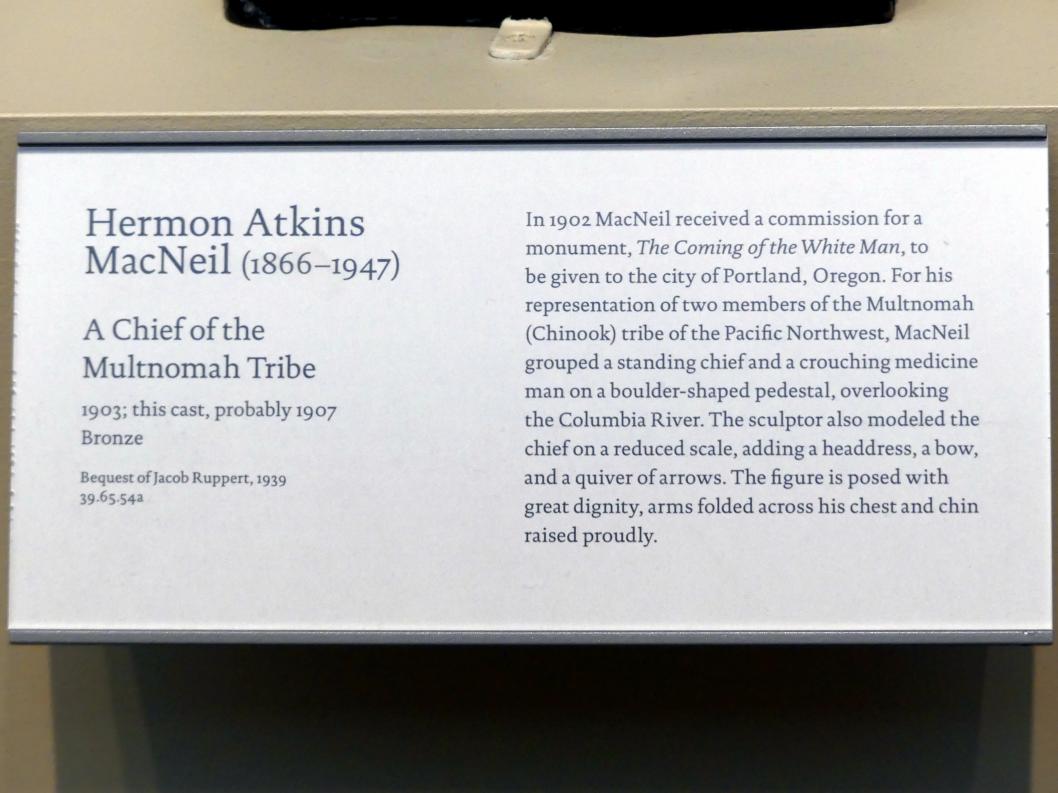 Hermon Atkins
MacNeil (1866–1947)
A Chief of the
Multnomah Tribe
1903; this cast, probably 1907
Bronze
Bequest of Jacob Ruppert, 1939
39.65.54a
In 1902 MacNeil received a commission for a
monument, The Coming of the White Man, to
be given to the city of Portland, Oregon. For his
representation of two members of the Multnomah
(Chinook) tribe of the Pacific Northwest, MacNeil
grouped a standing chief and a crouching medicine
man on a boulder-shaped pedestal, overlooking
the Columbia River. The sculptor also modeled the
chief on a reduced scale, adding a headdress, a bow,
and a quiver of arrows. The figure is posed with
great dignity, arms folded across his chest and chin
raised proudly.